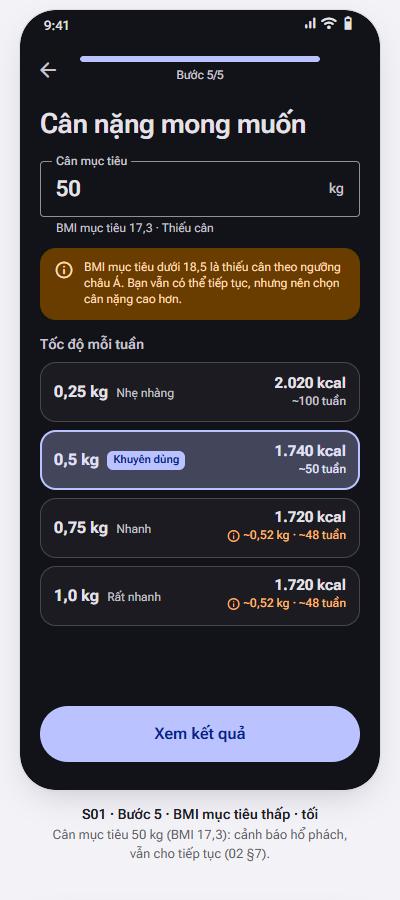 9:41
Bước 5/5
Cân nặng mong muốn
Cân mục tiêu
50 kg
BMI mục tiêu 17,3 · Thiếu cân
BMI mục tiêu dưới 18,5 là thiếu cân theo ngưỡng
châu Á. Bạn vẫn có thể tiếp tục, nhưng nên chọn
cân nặng cao hơn.
Tốc độ mỗi tuần
0,25 kg Nhẹ nhàng 2.020 kcal
~100 tuần
0,5 kg Khuyên dùng 1.740 kcal
~50 tuần
0,75 kg Nhanh 1.720 kcal
~0,52 kg · ~48 tuần
1,0 kg Rất nhanh 1.720 kcal
~0,52 kg · ~48 tuần
Xem kết quả
S01 · Bước 5 · BMI mục tiêu thấp · tối
Cân mục tiêu 50 kg (BMI 17,3): cảnh báo hổ phách,
vẫn cho tiếp tục (02 §7).